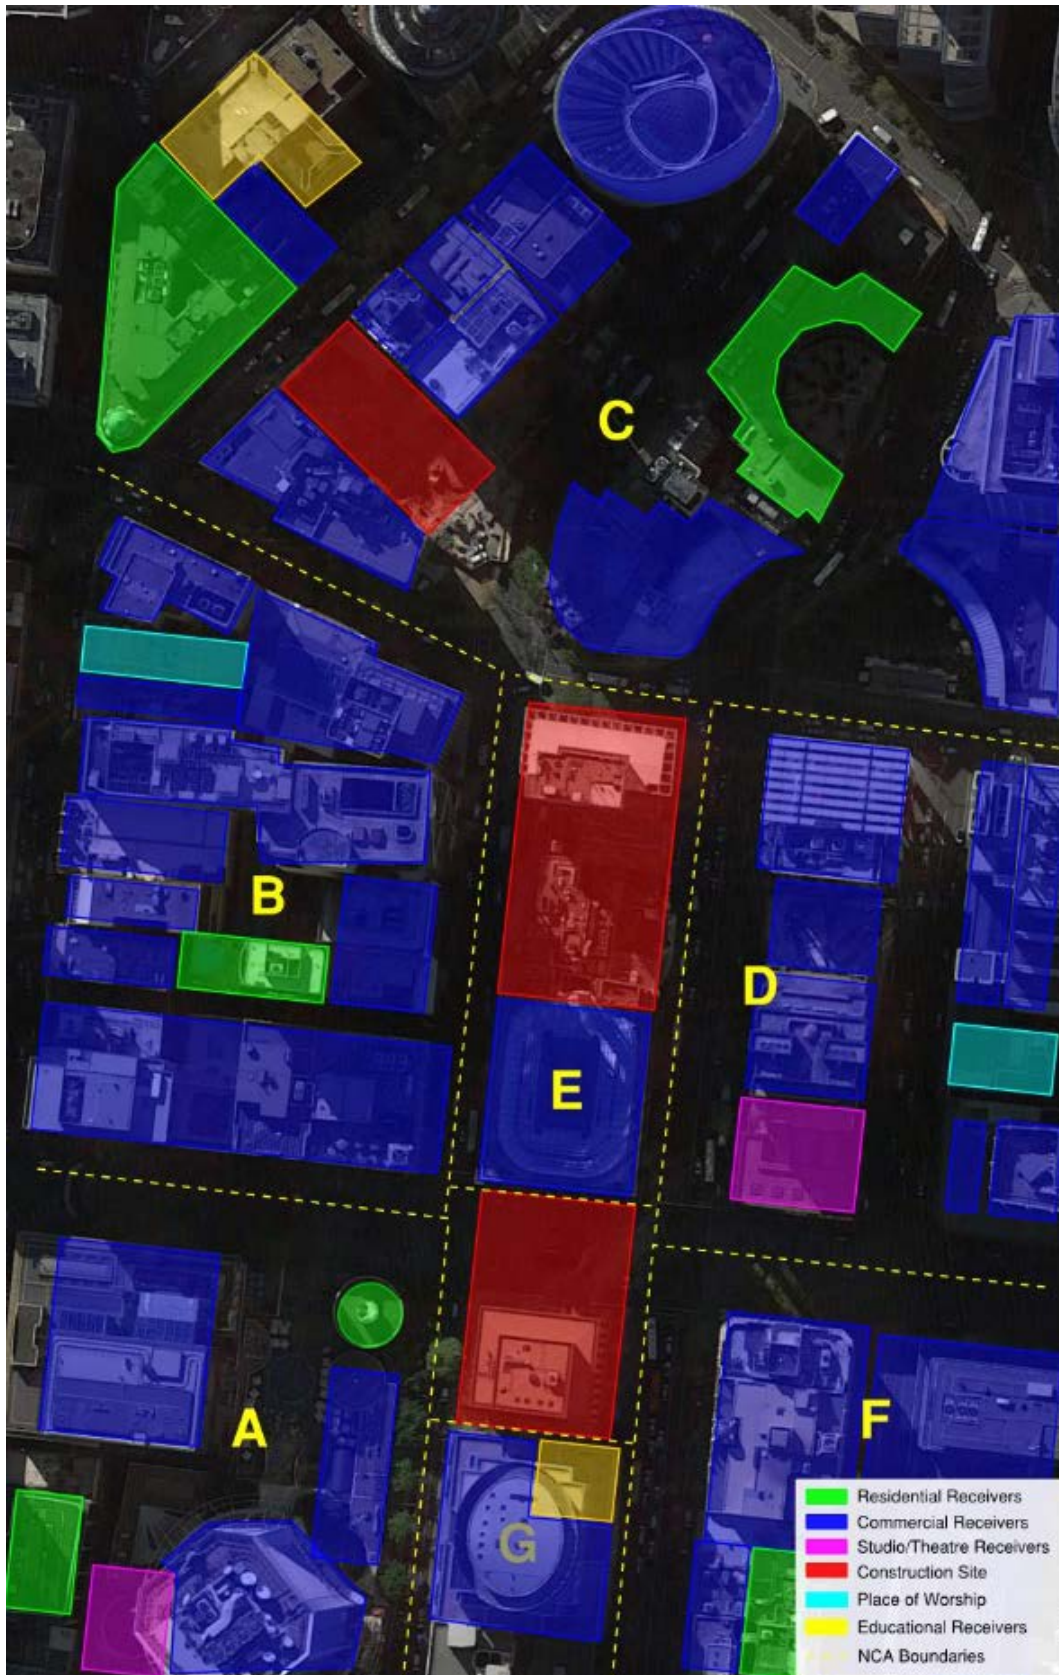 C
B
D
E
A
F
G
Residential Receivers
Commercial Receivers
Studio/Theatre Receivers
Construction Site
Place of Worship
Educational Receivers
NCA Boundaries